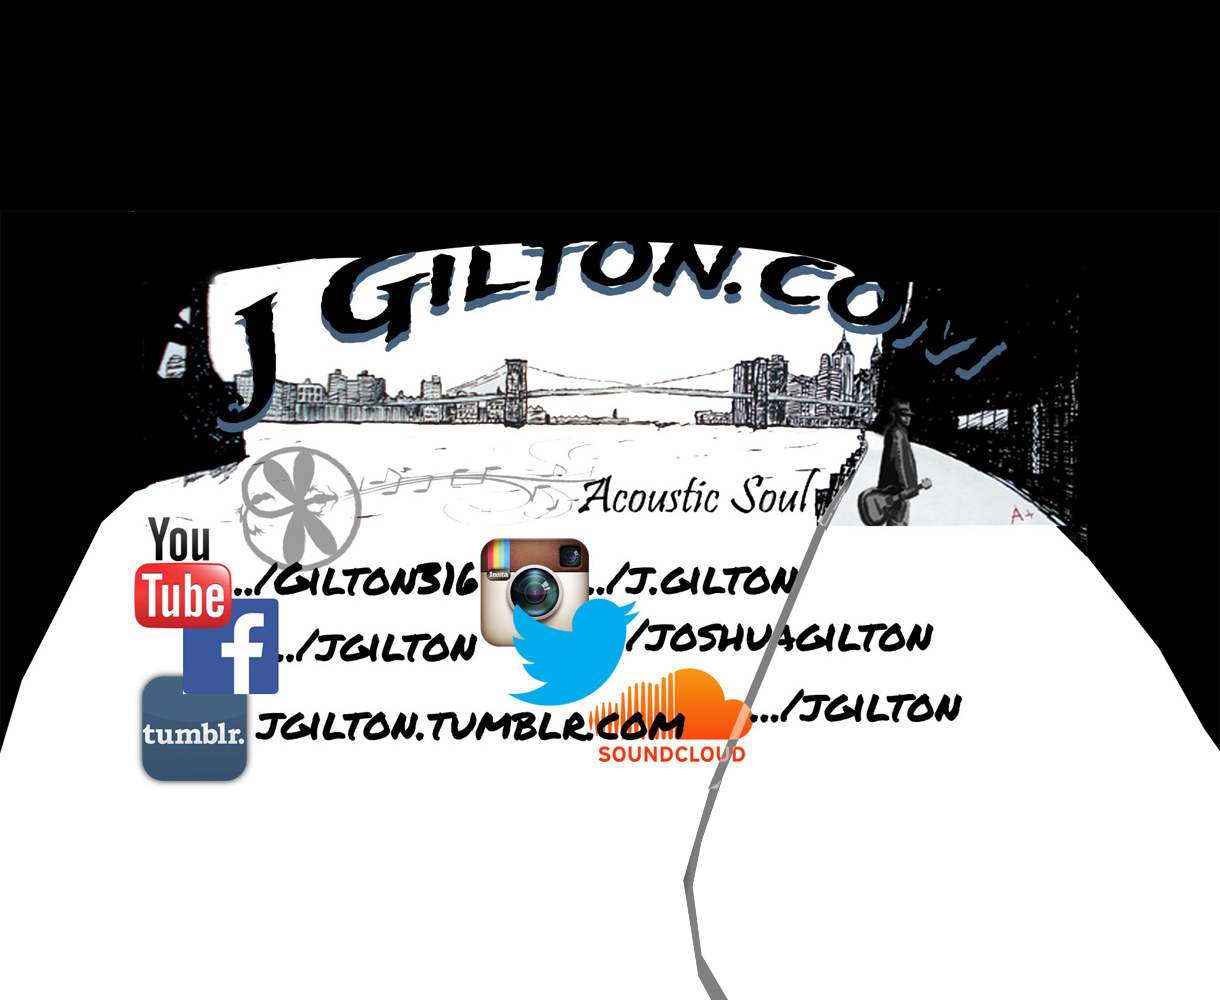 J GILTON.COM
Acoustic Soul
A+
You
Tube
.../GILTON316
Insta
.../J.GILTON
f
.../JGILTON
/JOSHUAGILTON
tumblr.
JGILTON.TUMBLR.COM
.../JGILTON
SOUNDCLOUD